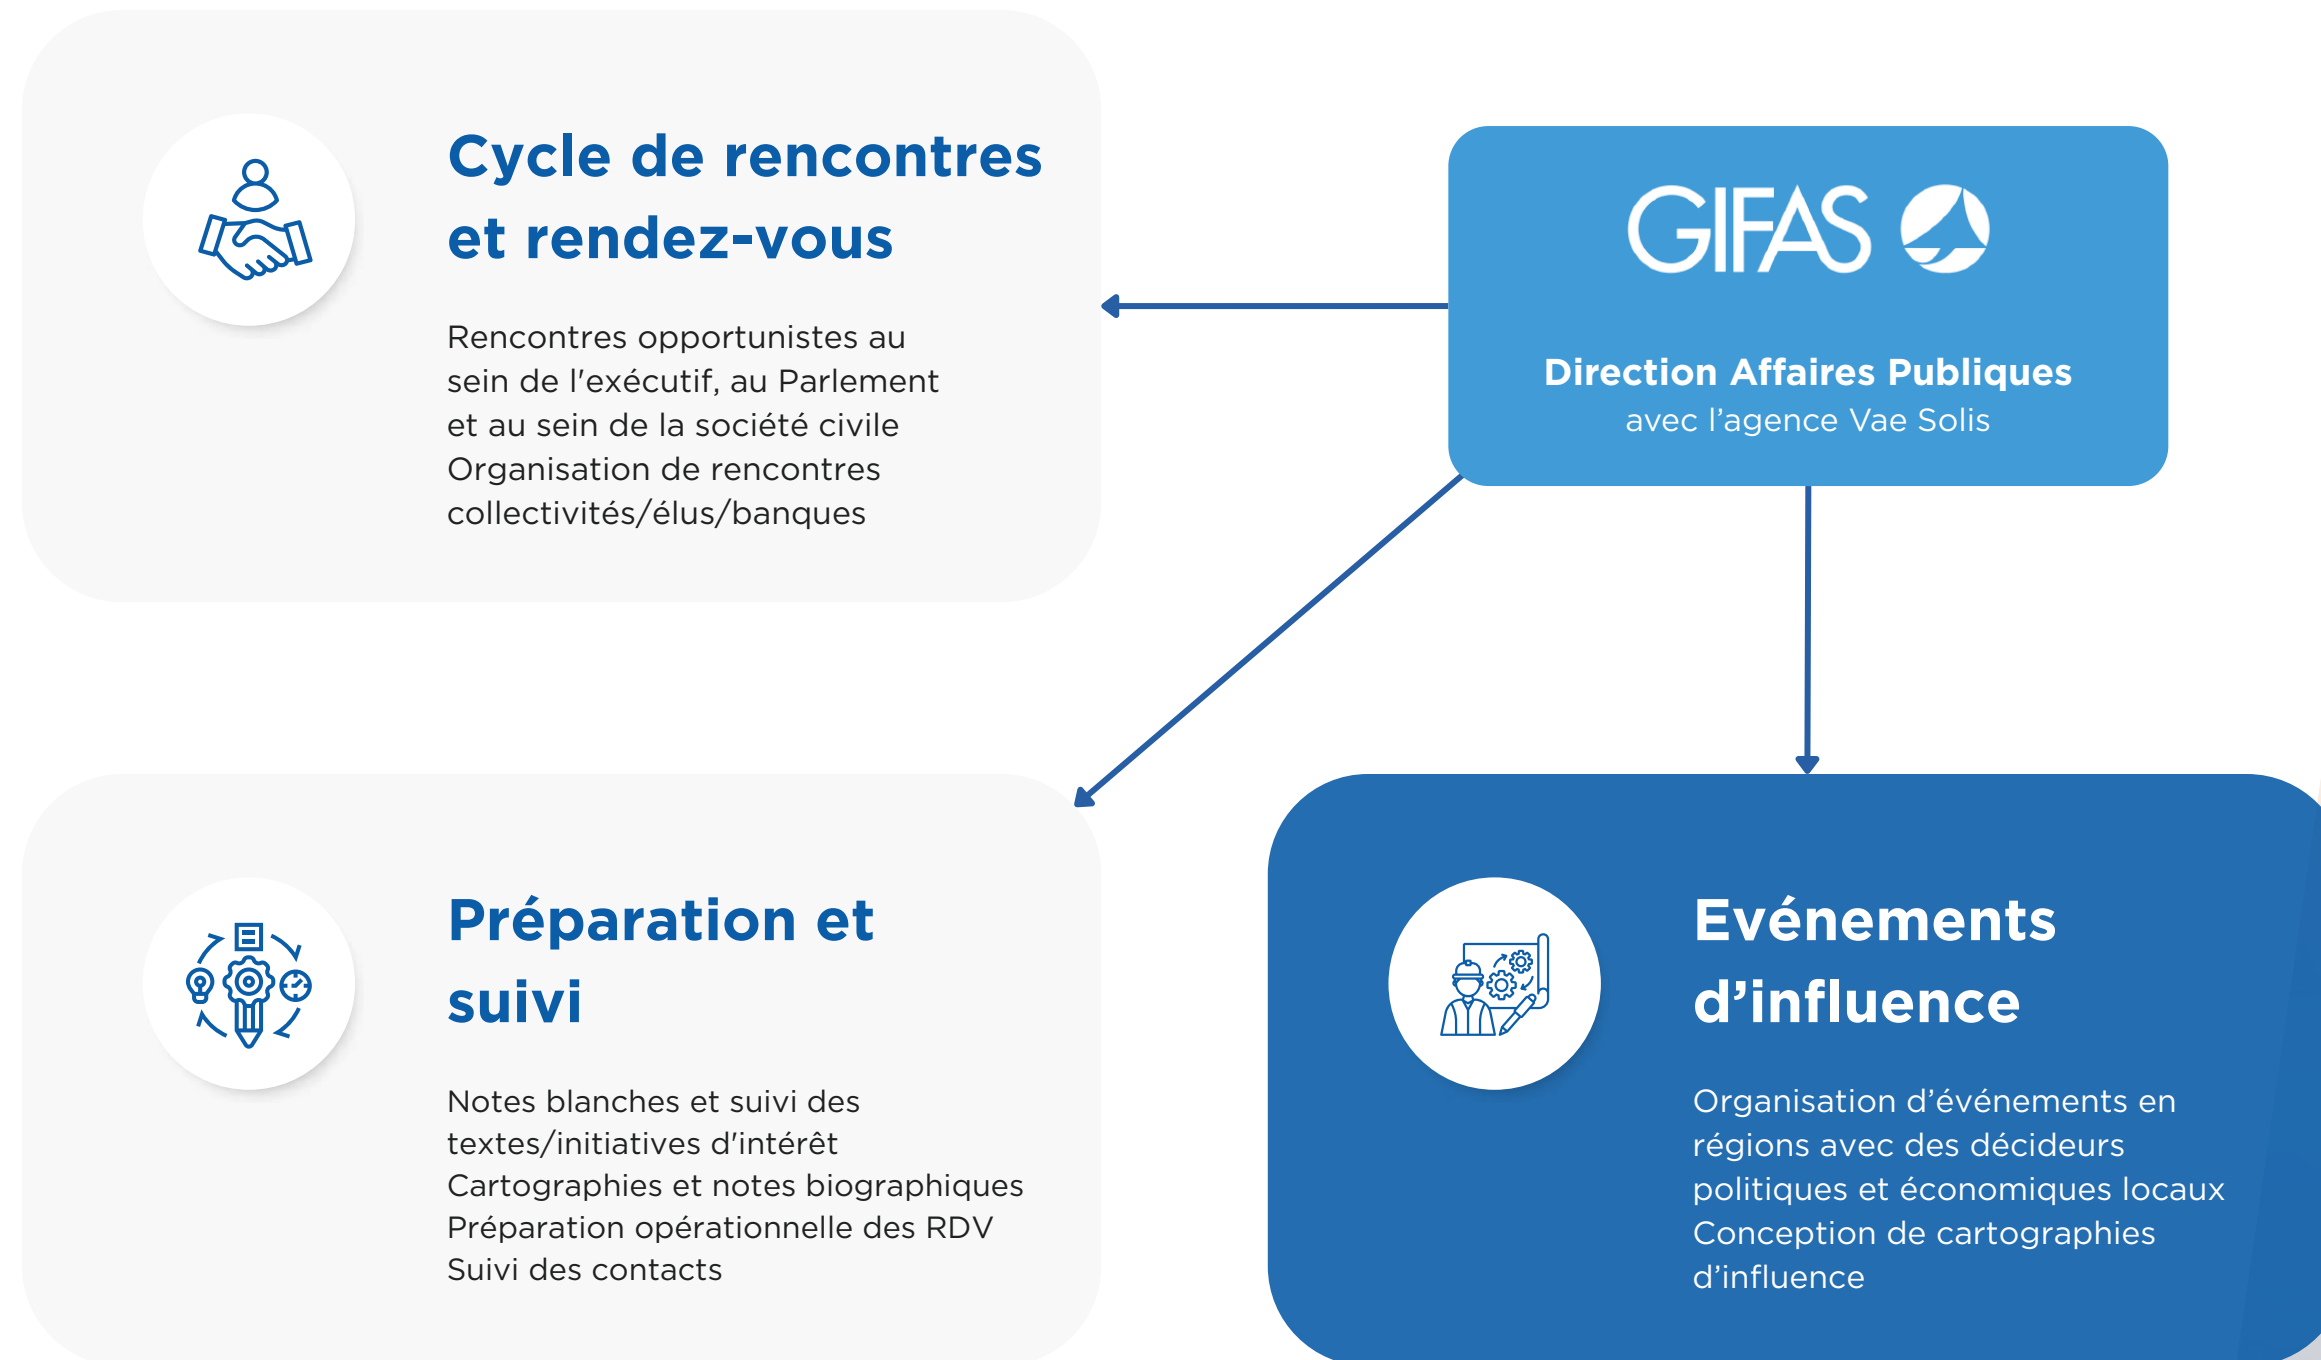 Cycle de rencontres
et rendez-vous
Rencontres opportunistes au
sein de l'exécutif, au Parlement
et au sein de la société civile
Organisation de rencontres
collectivités/élus/banques
GIFAS
Direction Affaires Publiques
avec l’agence Vae Solis
Préparation et
suivi
Notes blanches et suivi des
textes/initiatives d'intérêt
Cartographies et notes biographiques
Préparation opérationnelle des RDV
Suivi des contacts
Evénements
d’influence
Organisation d’événements en
régions avec des décideurs
politiques et économiques locaux
Conception de cartographies
d’influence